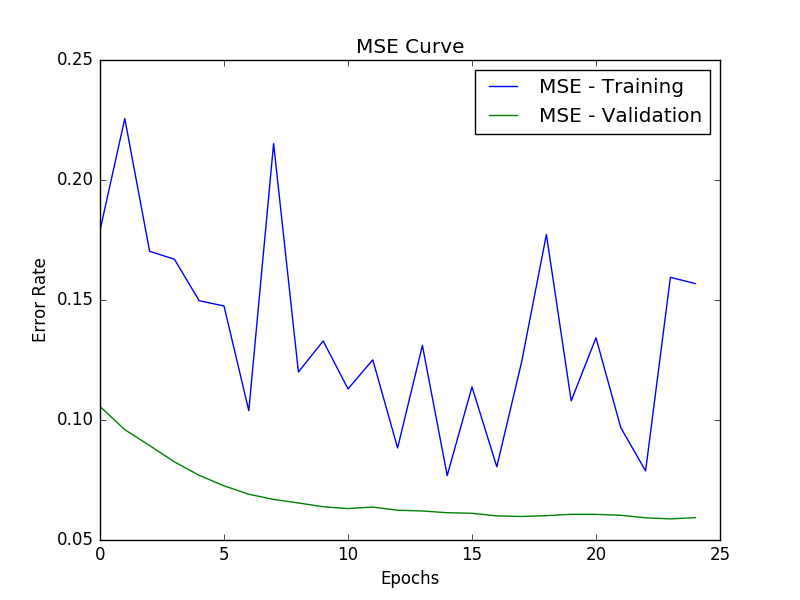 MSE Curve
MSE - Training
MSE - Validation
0.25
0.20
0.15
0.10
0.05
Error Rate
0
5
10
15
20
25
Epochs